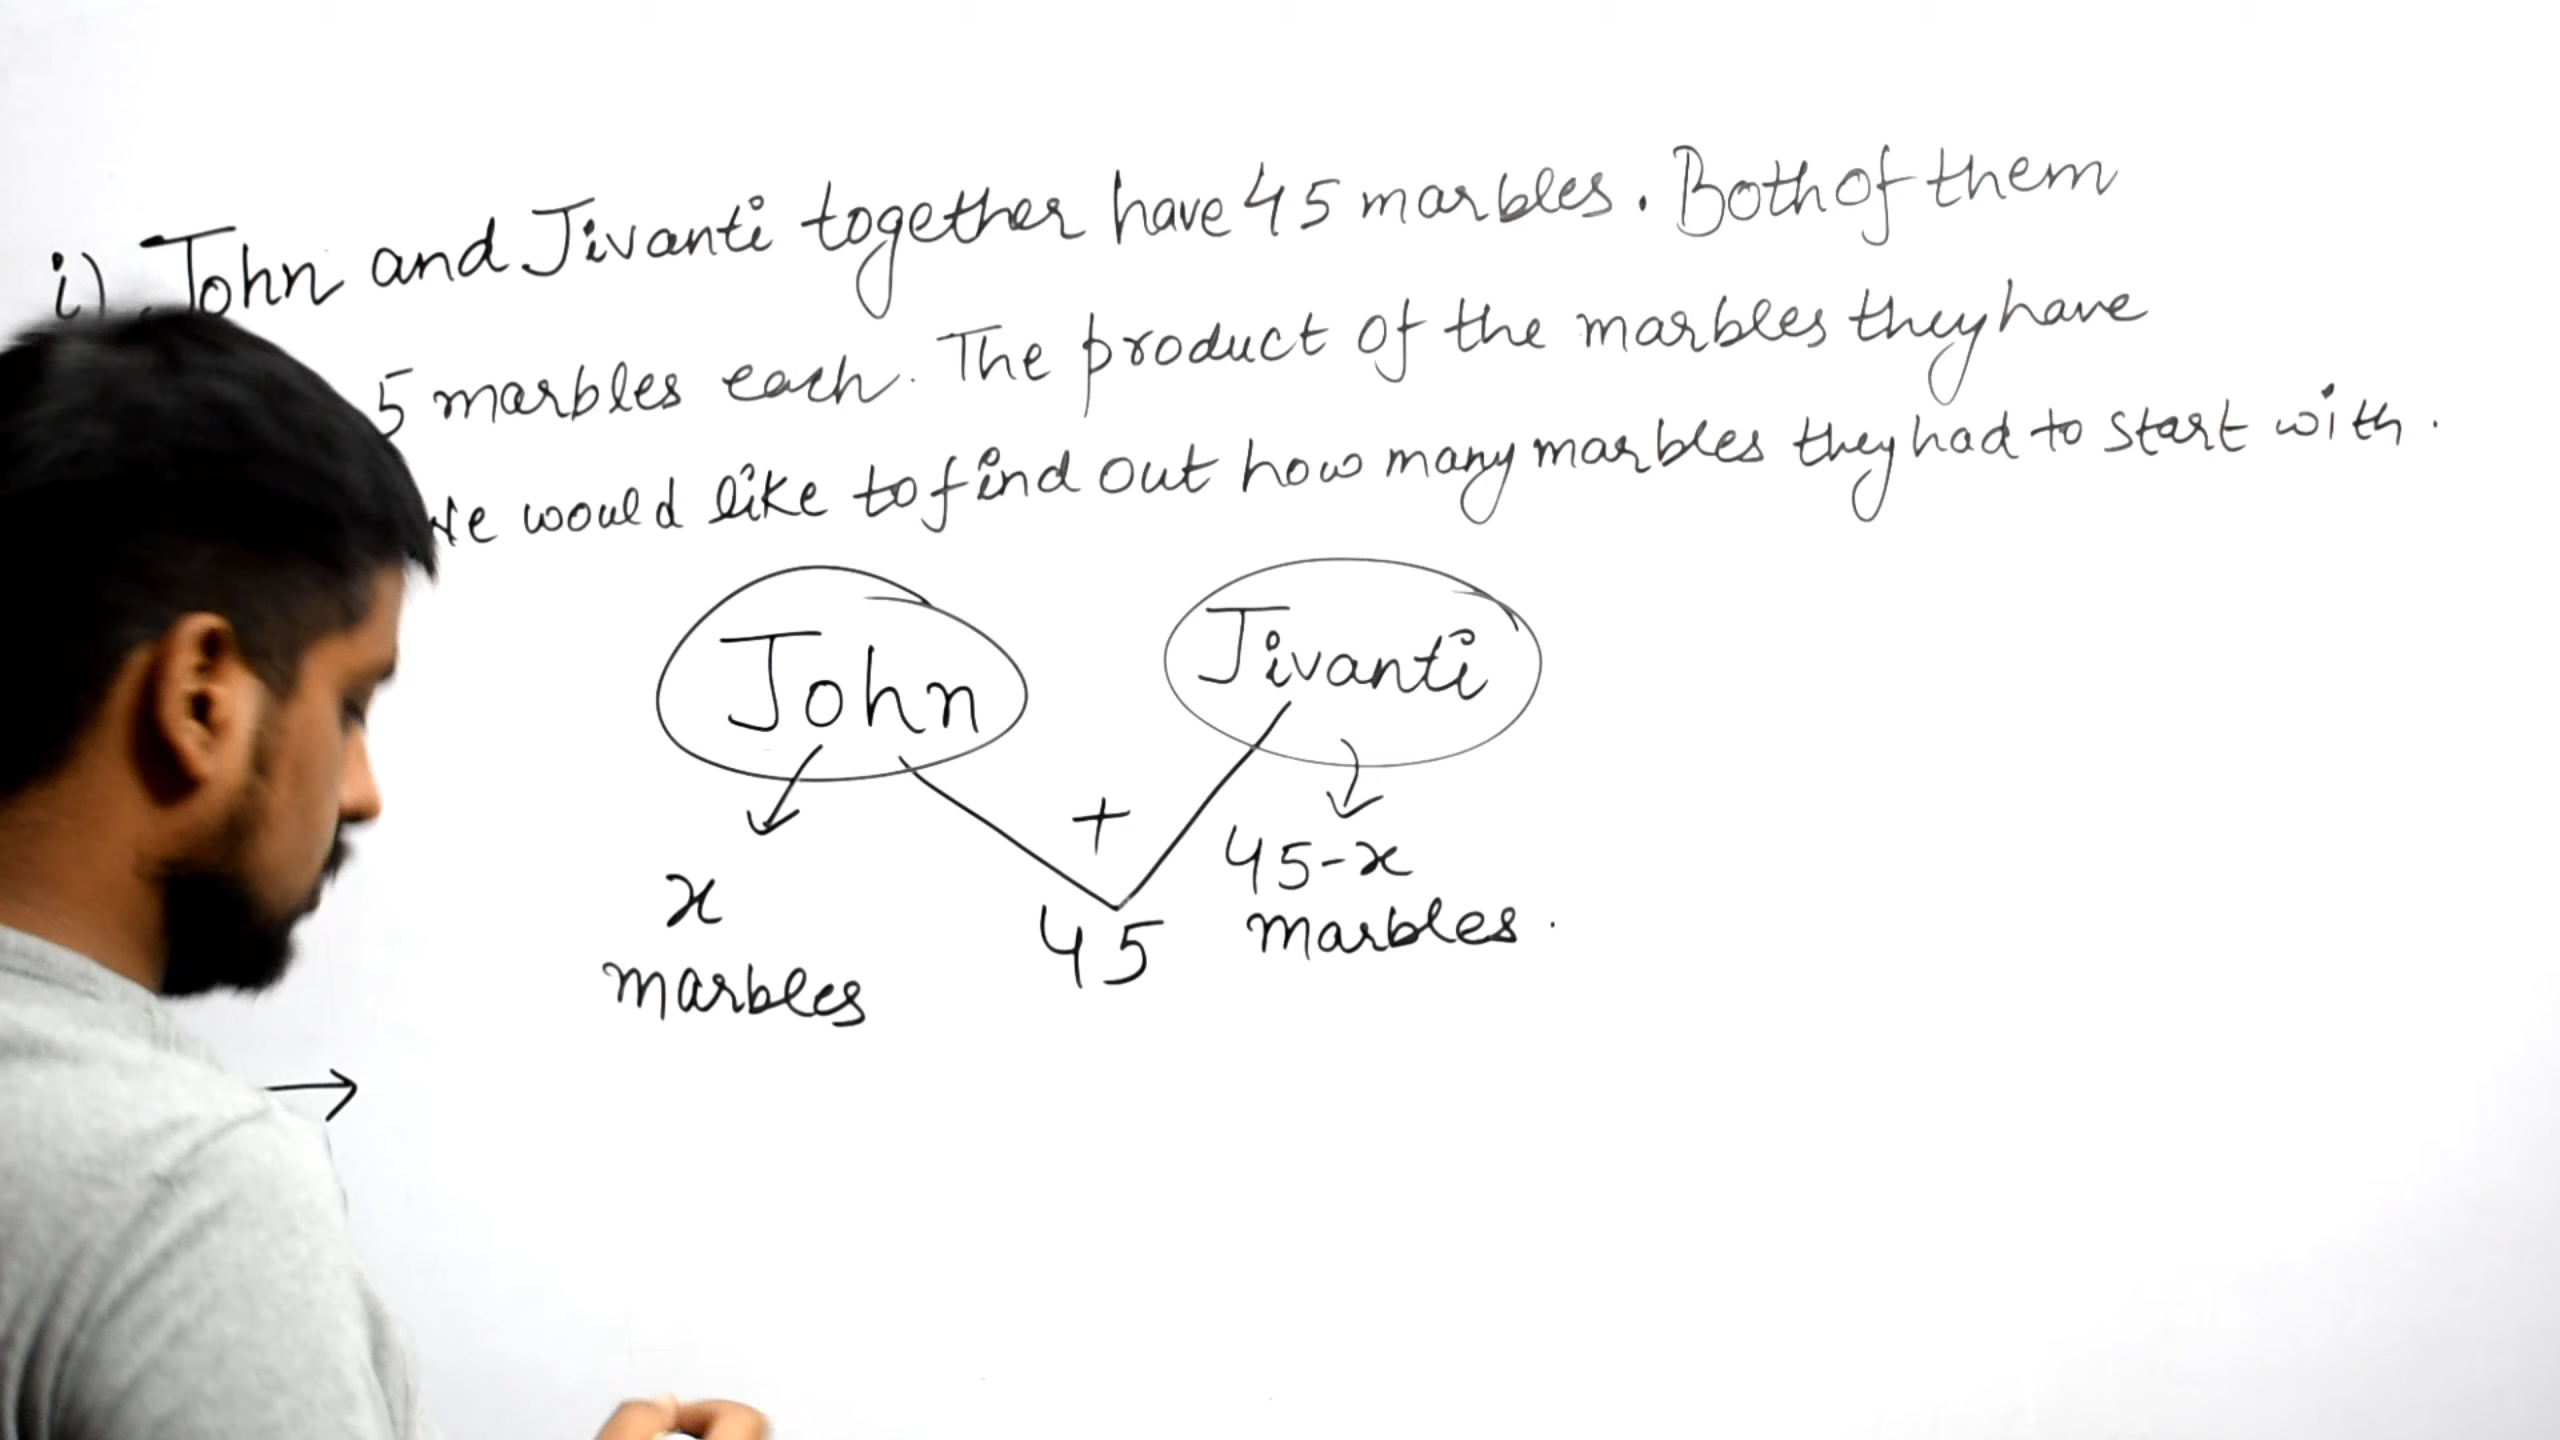 i) John and Jivanti together have 45 marbles. Both of them
5 marbles each. The product of the marbles they have
We would like to find out how many marbles they had to start with.
John
Jivanti
+
x
marbles
45
45-x
marbles.
→